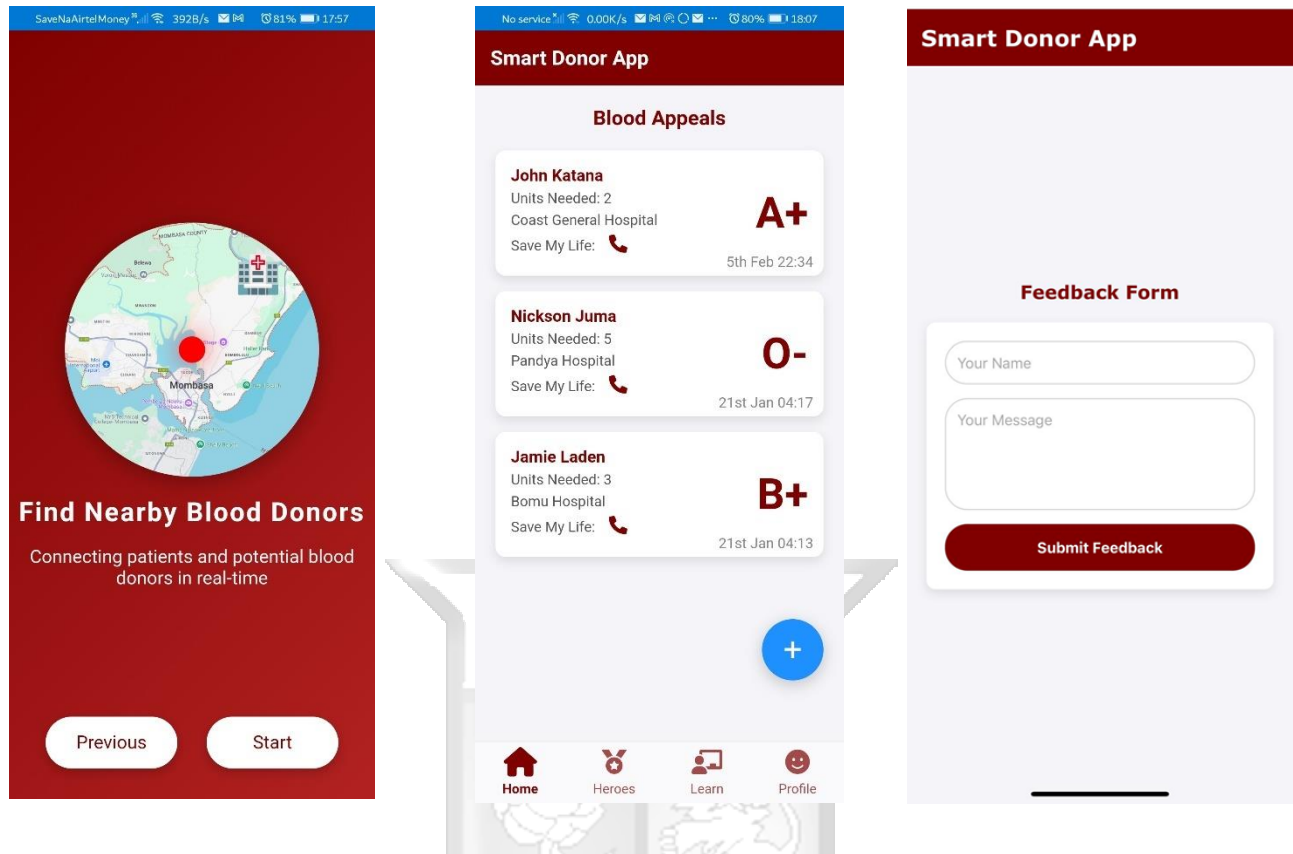 SaveNaAirtelMoney 392B/s 81% 17:57
Mombasa
Find Nearby Blood Donors
Connecting patients and potential blood
donors in real-time
Previous
Start
No service 0.00K/s 80% 18:07
Smart Donor App
Blood Appeals
John Katana
Units Needed: 2
Coast General Hospital
Save My Life:
A+
5th Feb 22:34
Nickson Juma
Units Needed: 5
Pandya Hospital
Save My Life:
O-
21st Jan 04:17
Jamie Laden
Units Needed: 3
Bomu Hospital
Save My Life:
B+
21st Jan 04:13
+
Home
Heroes
Learn
Profile
Smart Donor App
Feedback Form
Your Name
Your Message
Submit Feedback